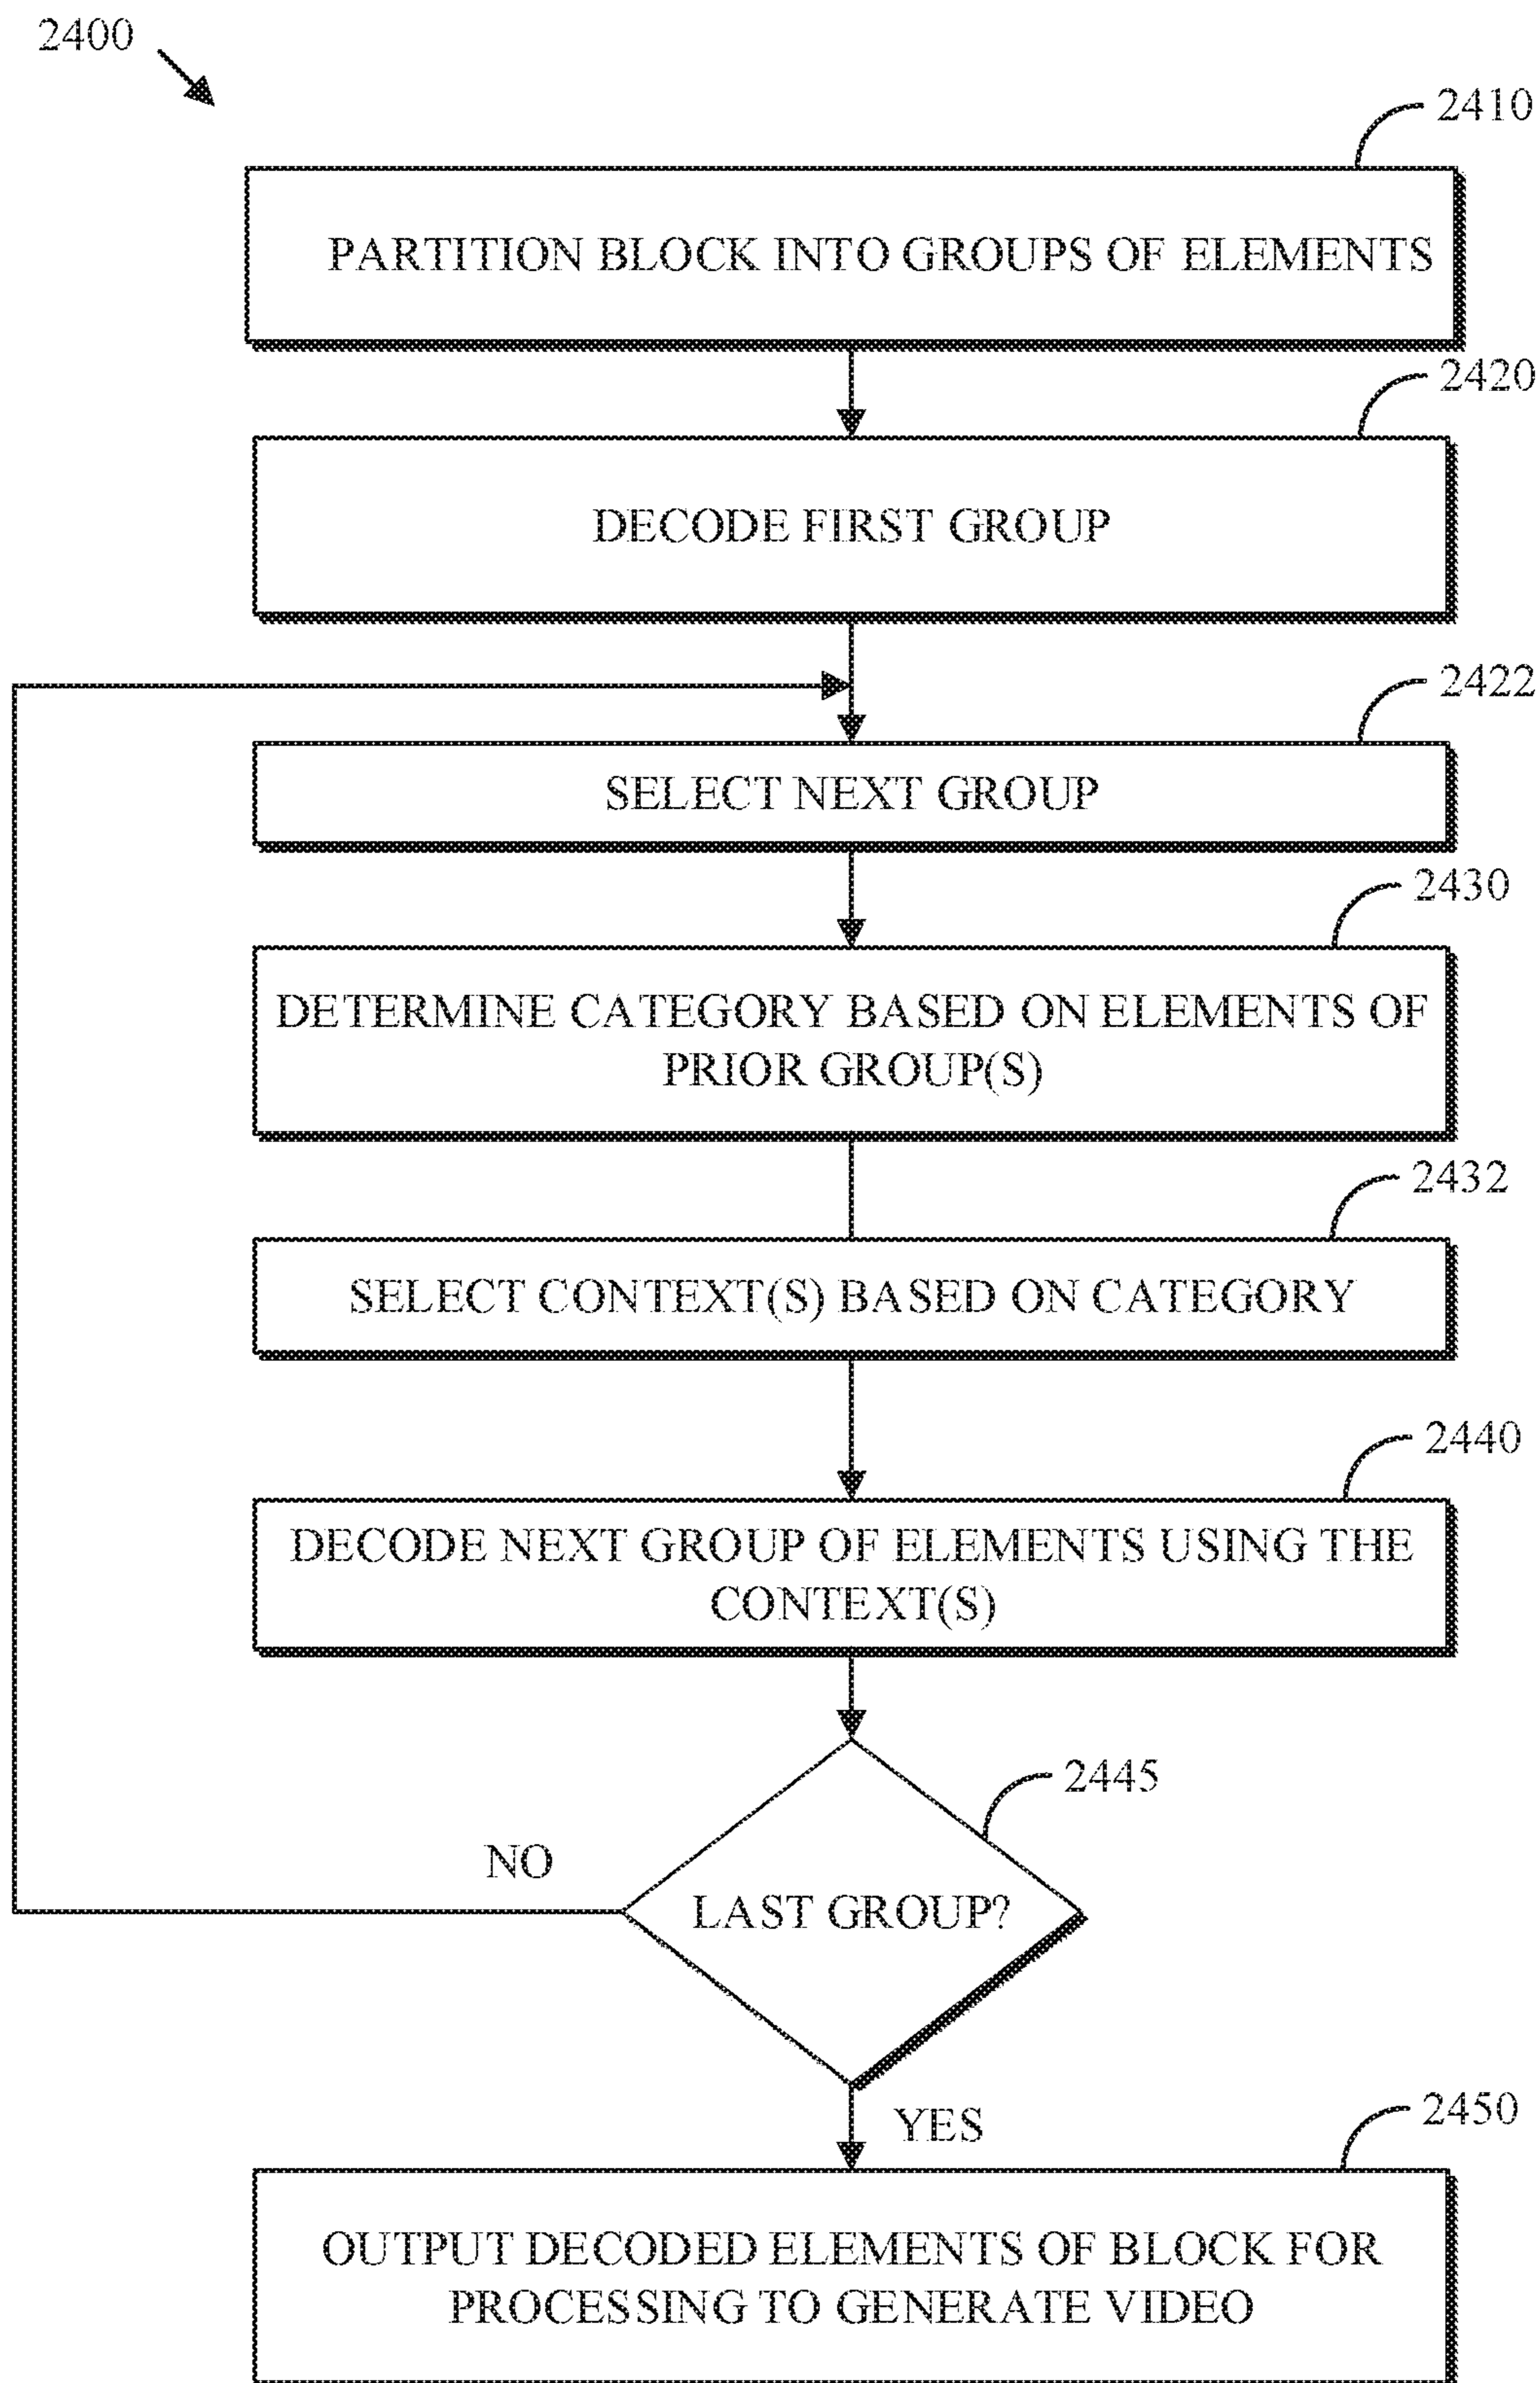 2400
2410
PARTITION BLOCK INTO GROUPS OF ELEMENTS
2420
DECODE FIRST GROUP
2422
SELECT NEXT GROUP
2430
DETERMINE CATEGORY BASED ON ELEMENTS OF
PRIOR GROUP(S)
2432
SELECT CONTEXT(S) BASED ON CATEGORY
2440
DECODE NEXT GROUP OF ELEMENTS USING THE
CONTEXT(S)
2445
NO
LAST GROUP?
YES
2450
OUTPUT DECODED ELEMENTS OF BLOCK FOR
PROCESSING TO GENERATE VIDEO